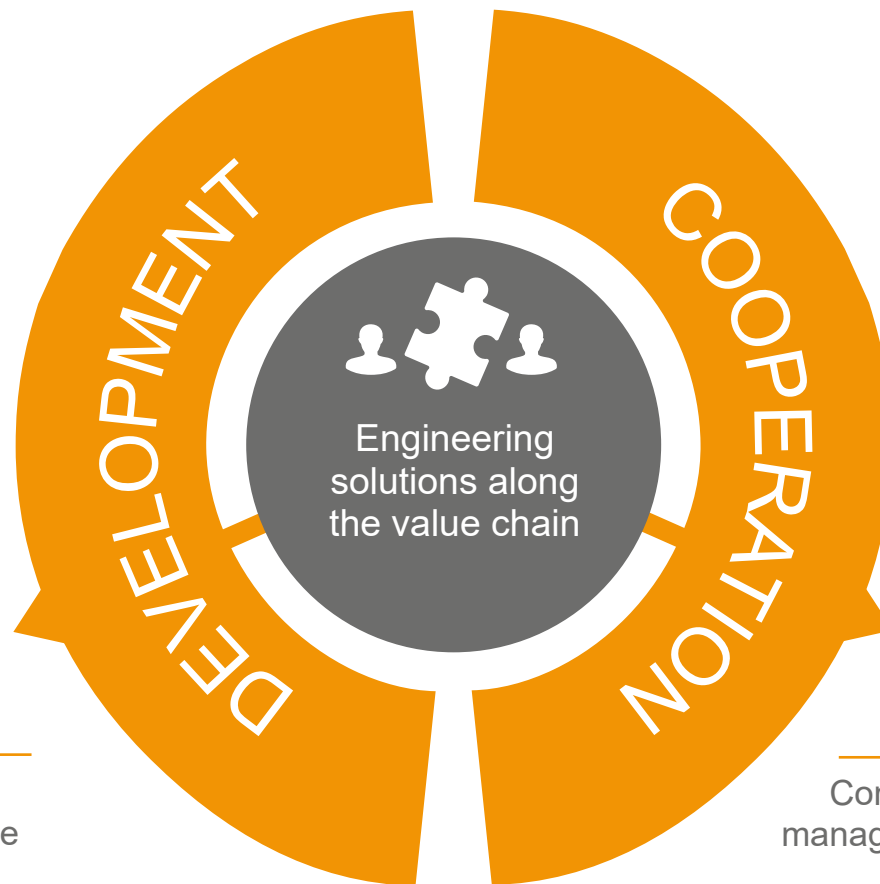 DEVELOPMENT
COOPERATION
Engineering
solutions along
the value chain